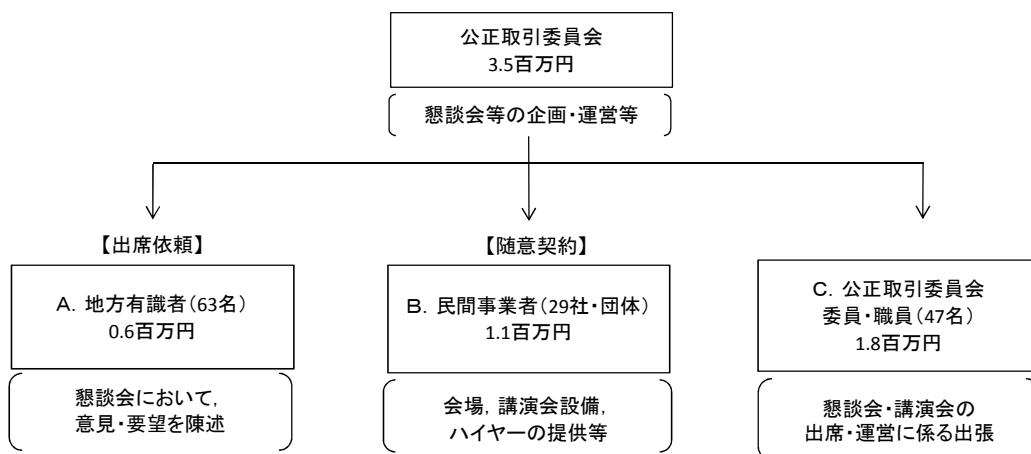 公正取引委員会
3.5百万円
懇談会等の企画・運営等
【出席依頼】
A．地方有識者（63名）
0.6百万円
懇談会において，
意見・要望を陳述
【随意契約】
B．民間事業者（29社・団体）
1.1百万円
会場，講演会設備，
ハイヤーの提供等
C．公正取引委員会
委員・職員（47名）
1.8百万円
懇談会・講演会の
出席・運営に係る出張